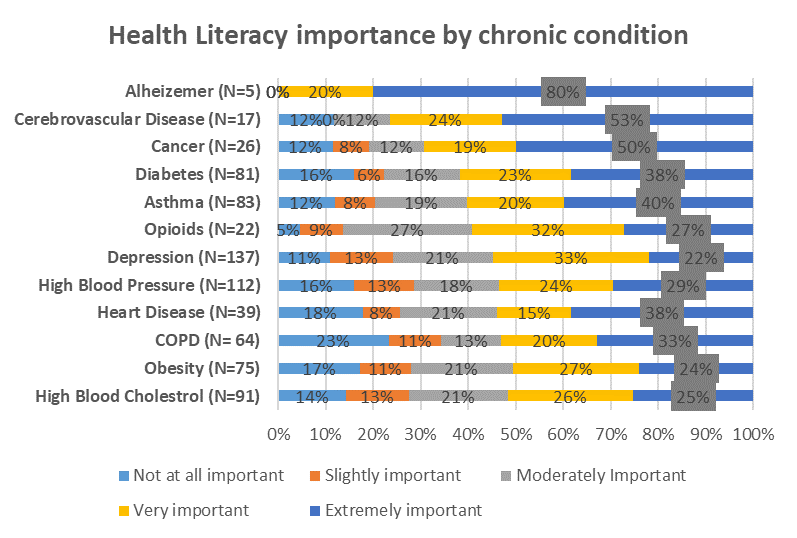 Health Literacy importance by chronic condition
Alheizemer (N=5) 0% 20% 80%
Cerebrovascular Disease (N=17) 12% 0% 12% 24% 53%
Cancer (N=26) 12% 8% 12% 19% 50%
Diabetes (N=81) 16% 6% 16% 23% 38%
Asthma (N=83) 12% 8% 19% 20% 40%
Opioids (N=22) 5% 9% 27% 32% 27%
Depression (N=137) 11% 13% 21% 33% 22%
High Blood Pressure (N=112) 16% 13% 18% 24% 29%
Heart Disease (N=39) 18% 8% 21% 15% 38%
COPD (N= 64) 23% 11% 13% 20% 33%
Obesity (N=75) 17% 11% 21% 27% 24%
High Blood Cholestrol (N=91) 14% 13% 21% 26% 25%
0% 10% 20% 30% 40% 50% 60% 70% 80% 90% 100%
Not at all important Slightly important Moderately Important
Very important Extremely important